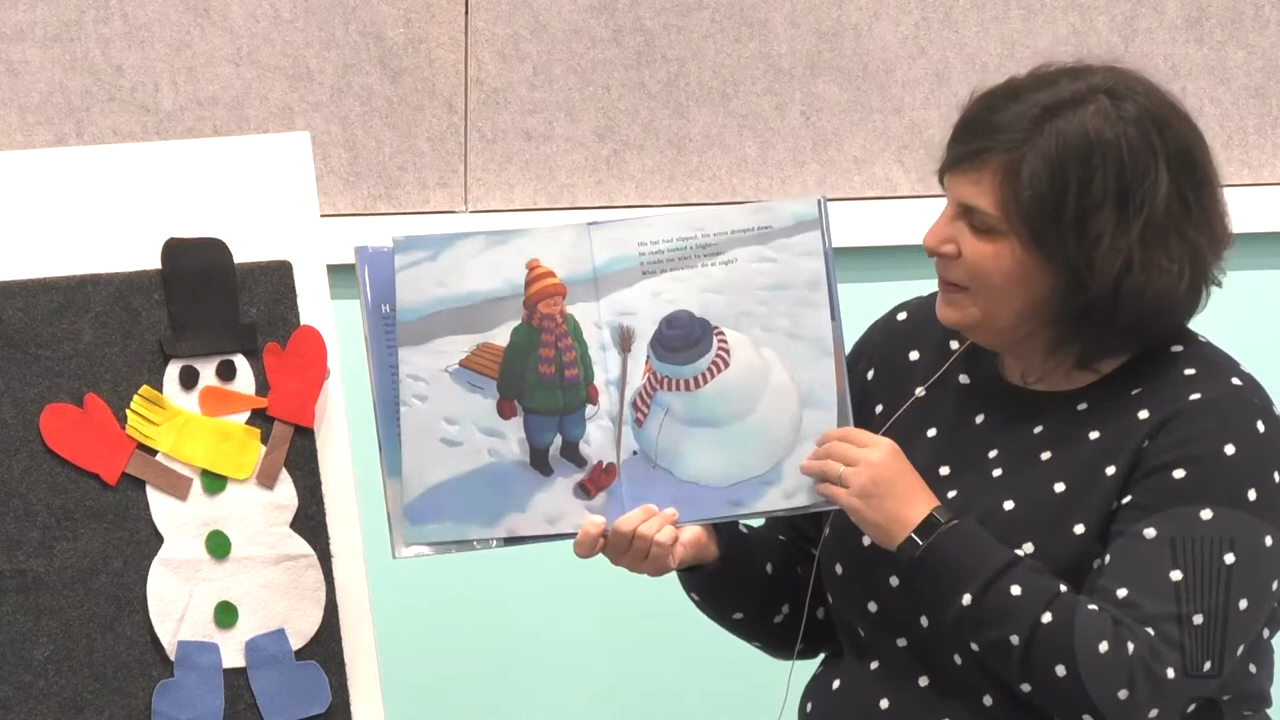 His hat had slipped, his arms drooped down,
he really looked a fright—
it made me start to wonder:
What do snowmen do at night?
H